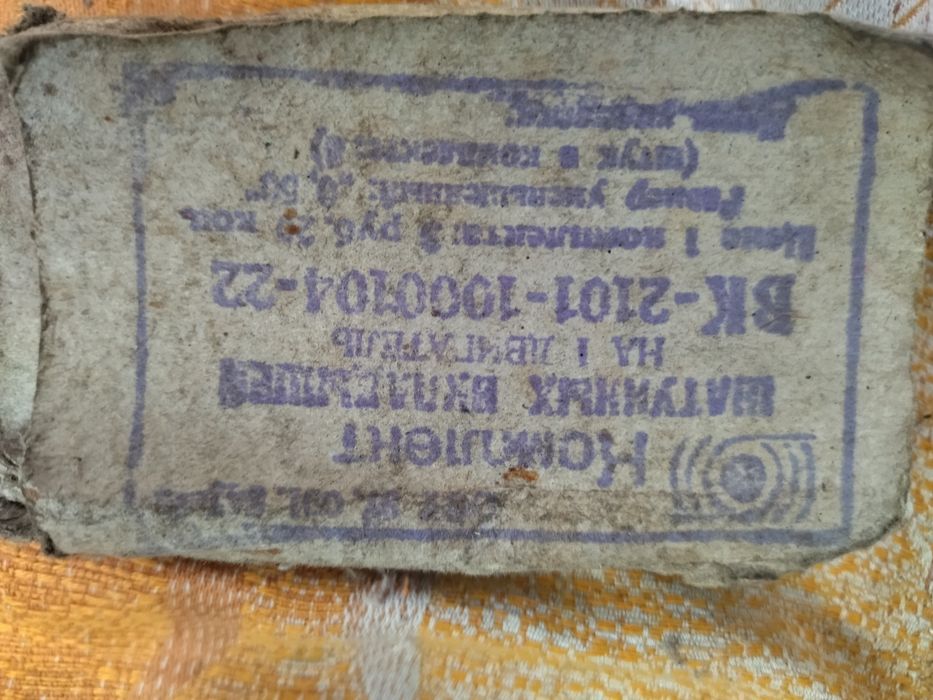 Комплект
ШАТУННЫХ ВКЛАДЫШЕЙ
НА 1 ДВИГАТЕЛЬ
ВК-2101-1000104-22
Цена 1 комплекта: 3 руб. коп.
Размер уменьшенный: 0,50
(штук в комплекте: 8)